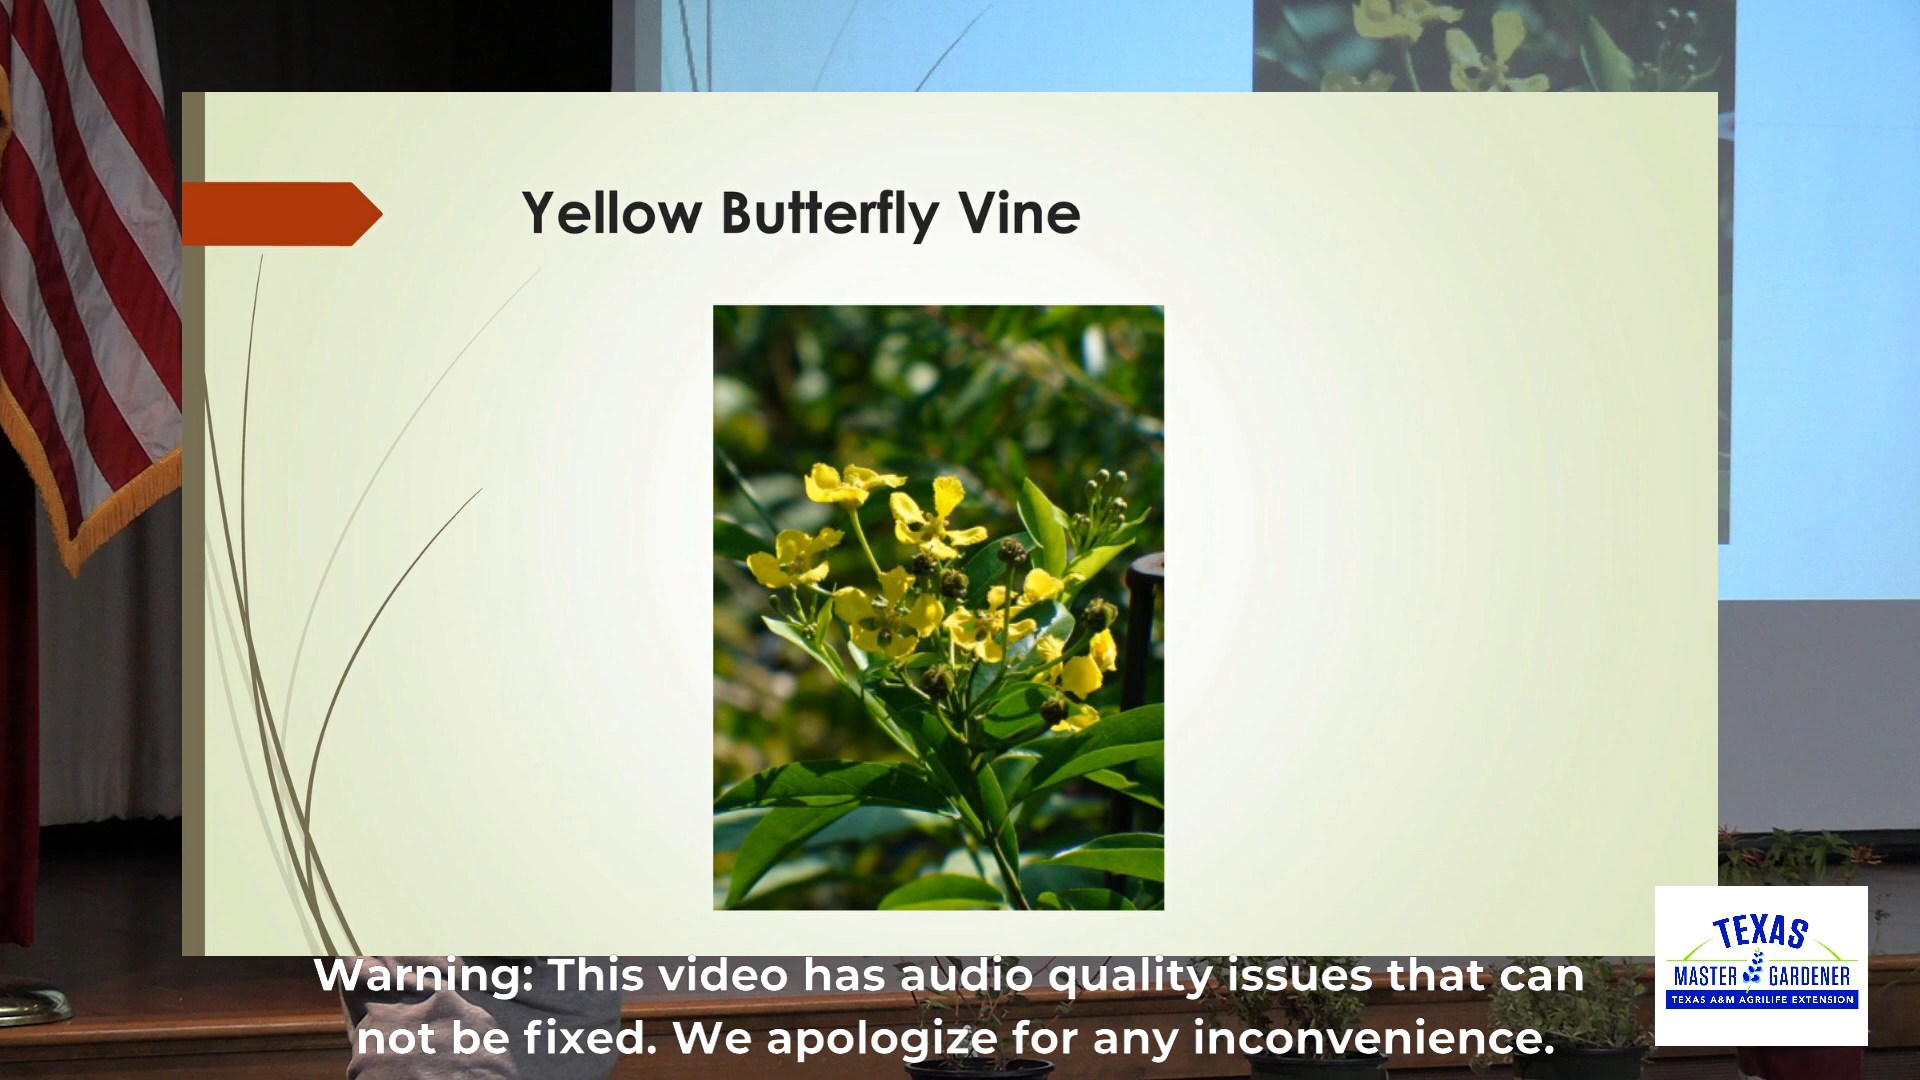 Yellow Butterfly Vine
Warning: This video has audio quality issues that can
not be fixed. We apologize for any inconvenience.
TEXAS
MASTER GARDENER
TEXAS A&M AGRILIFE EXTENSION